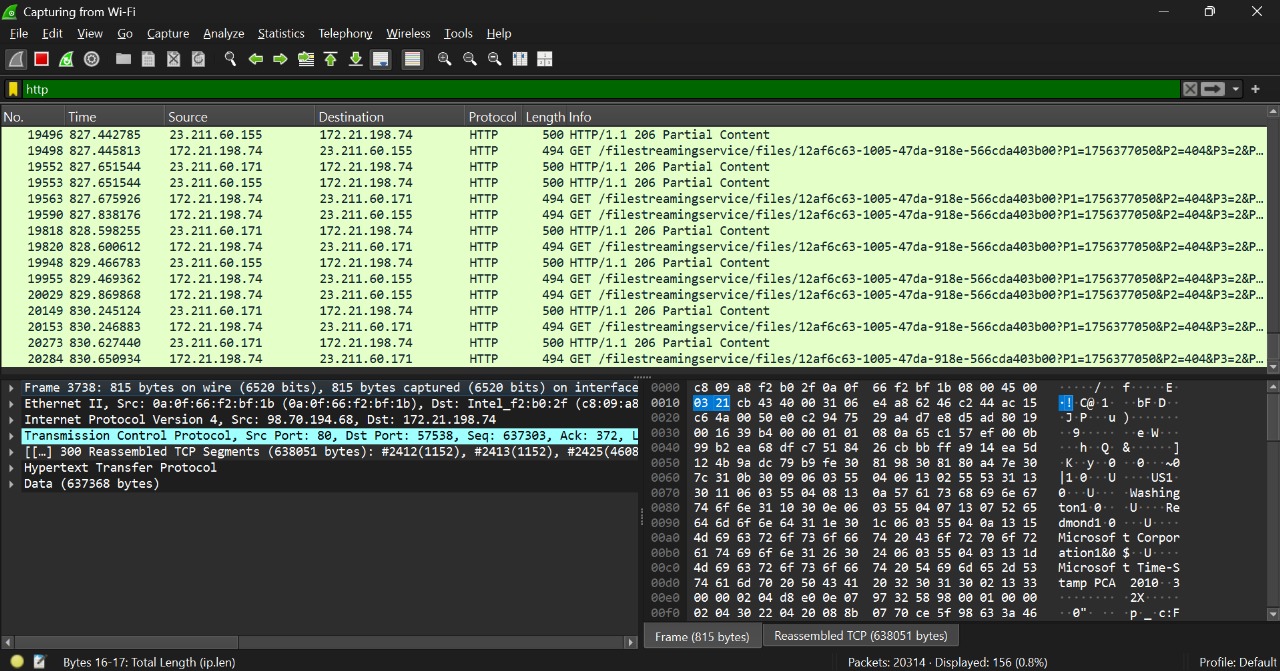 Capturing from Wi-Fi
File Edit View Go Capture Analyze Statistics Telephony Wireless Tools Help
http
No. Time Source Destination Protocol Length Info
19496 827.442785 23.211.60.155 172.21.198.74 HTTP 500 HTTP/1.1 206 Partial Content
19498 827.445813 172.21.198.74 23.211.60.155 HTTP 494 GET /filestreamingservice/files/12af6c63-1005-47da-918e-566cda403b00?P1=1756377050&P2=404&P3=2&P…
19552 827.651544 23.211.60.171 172.21.198.74 HTTP 500 HTTP/1.1 206 Partial Content
19553 827.651544 23.211.60.155 172.21.198.74 HTTP 500 HTTP/1.1 206 Partial Content
19563 827.675926 172.21.198.74 23.211.60.171 HTTP 494 GET /filestreamingservice/files/12af6c63-1005-47da-918e-566cda403b00?P1=1756377050&P2=404&P3=2&P…
19590 827.838176 172.21.198.74 23.211.60.155 HTTP 494 GET /filestreamingservice/files/12af6c63-1005-47da-918e-566cda403b00?P1=1756377050&P2=404&P3=2&P…
19818 828.598255 23.211.60.171 172.21.198.74 HTTP 500 HTTP/1.1 206 Partial Content
19820 828.600612 172.21.198.74 23.211.60.171 HTTP 494 GET /filestreamingservice/files/12af6c63-1005-47da-918e-566cda403b00?P1=1756377050&P2=404&P3=2&P…
19948 829.466783 23.211.60.155 172.21.198.74 HTTP 500 HTTP/1.1 206 Partial Content
19955 829.469362 172.21.198.74 23.211.60.155 HTTP 494 GET /filestreamingservice/files/12af6c63-1005-47da-918e-566cda403b00?P1=1756377050&P2=404&P3=2&P…
20029 829.869868 172.21.198.74 23.211.60.155 HTTP 494 GET /filestreamingservice/files/12af6c63-1005-47da-918e-566cda403b00?P1=1756377050&P2=404&P3=2&P…
20149 830.245124 23.211.60.171 172.21.198.74 HTTP 500 HTTP/1.1 206 Partial Content
20153 830.246883 172.21.198.74 23.211.60.171 HTTP 494 GET /filestreamingservice/files/12af6c63-1005-47da-918e-566cda403b00?P1=1756377050&P2=404&P3=2&P…
20273 830.627440 23.211.60.171 172.21.198.74 HTTP 500 HTTP/1.1 206 Partial Content
20284 830.650934 172.21.198.74 23.211.60.171 HTTP 494 GET /filestreamingservice/files/12af6c63-1005-47da-918e-566cda403b00?P1=1756377050&P2=404&P3=2&P…
Frame 3738: 815 bytes on wire (6520 bits), 815 bytes captured (6520 bits) on interface
Ethernet II, Src: 0a:0f:66:f2:bf:1b (0a:0f:66:f2:bf:1b), Dst: Intel_f2:b0:2f (c8:09:a8
Internet Protocol Version 4, Src: 98.70.194.68, Dst: 172.21.198.74
Transmission Control Protocol, Src Port: 80, Dst Port: 57538, Seq: 637303, Ack: 372, L
[[…] 300 Reassembled TCP Segments (638051 bytes): #2412(1152), #2413(1152), #2425(4608
Hypertext Transfer Protocol
Data (637368 bytes)
0000 c8 09 a8 f2 b0 2f 0a 0f 66 f2 bf 1b 08 00 45 00 ·····/·· f·····E·
0010 03 21 cb 43 40 00 31 06 e4 a8 62 46 c2 44 ac 15 ·!·C@·1· ··bF·D··
0020 c6 4a 00 50 e0 c2 94 75 29 a4 d7 e8 d5 ad 80 19 ·J·P···u )·······
0030 00 16 39 b4 00 00 01 01 08 0a 65 c1 57 ef 00 0b ··9····· ··e·W···
0040 99 b2 ea 68 df c7 51 84 26 cb bb ff a9 14 ea 5d ···h··Q· &······]
0050 12 4b 9a dc 79 b9 fe 30 81 98 30 81 80 a4 7e 30 ·K··y··0 ··0···~0
0060 7c 31 0b 30 09 06 03 55 04 06 13 02 55 53 31 13 |1·0···U ····US1·
0070 30 11 06 03 55 04 08 13 0a 57 61 73 68 69 6e 67 0···U··· ·Washing
0080 74 6f 6e 31 10 30 0e 06 03 55 04 07 13 07 52 65 ton1·0·· ·U····Re
0090 64 6d 6f 6e 64 31 1e 30 1c 06 03 55 04 0a 13 15 dmond1·0 ···U····
00a0 4d 69 63 72 6f 73 6f 66 74 20 43 6f 72 70 6f 72 Microsof t Corpor
00b0 61 74 69 6f 6e 31 26 30 24 06 03 55 04 03 13 1d ation1&0 $··U····
00c0 4d 69 63 72 6f 73 6f 66 74 20 54 69 6d 65 2d 53 Microsof t Time-S
00d0 74 61 6d 70 20 50 43 41 20 32 30 31 30 02 13 33 tamp PCA  2010··3
00e0 00 00 02 04 d8 e0 0e 07 97 32 58 98 00 01 00 00 ········ ·2X·····
00f0 02 04 30 22 04 20 08 8b 07 70 ce 5f 98 63 3a 46 ··0"· ·· ·p·_·c:F
Frame (815 bytes) Reassembled TCP (638051 bytes)
Bytes 16-17: Total Length (ip.len) Packets: 20314 · Displayed: 156 (0.8%) Profile: Default